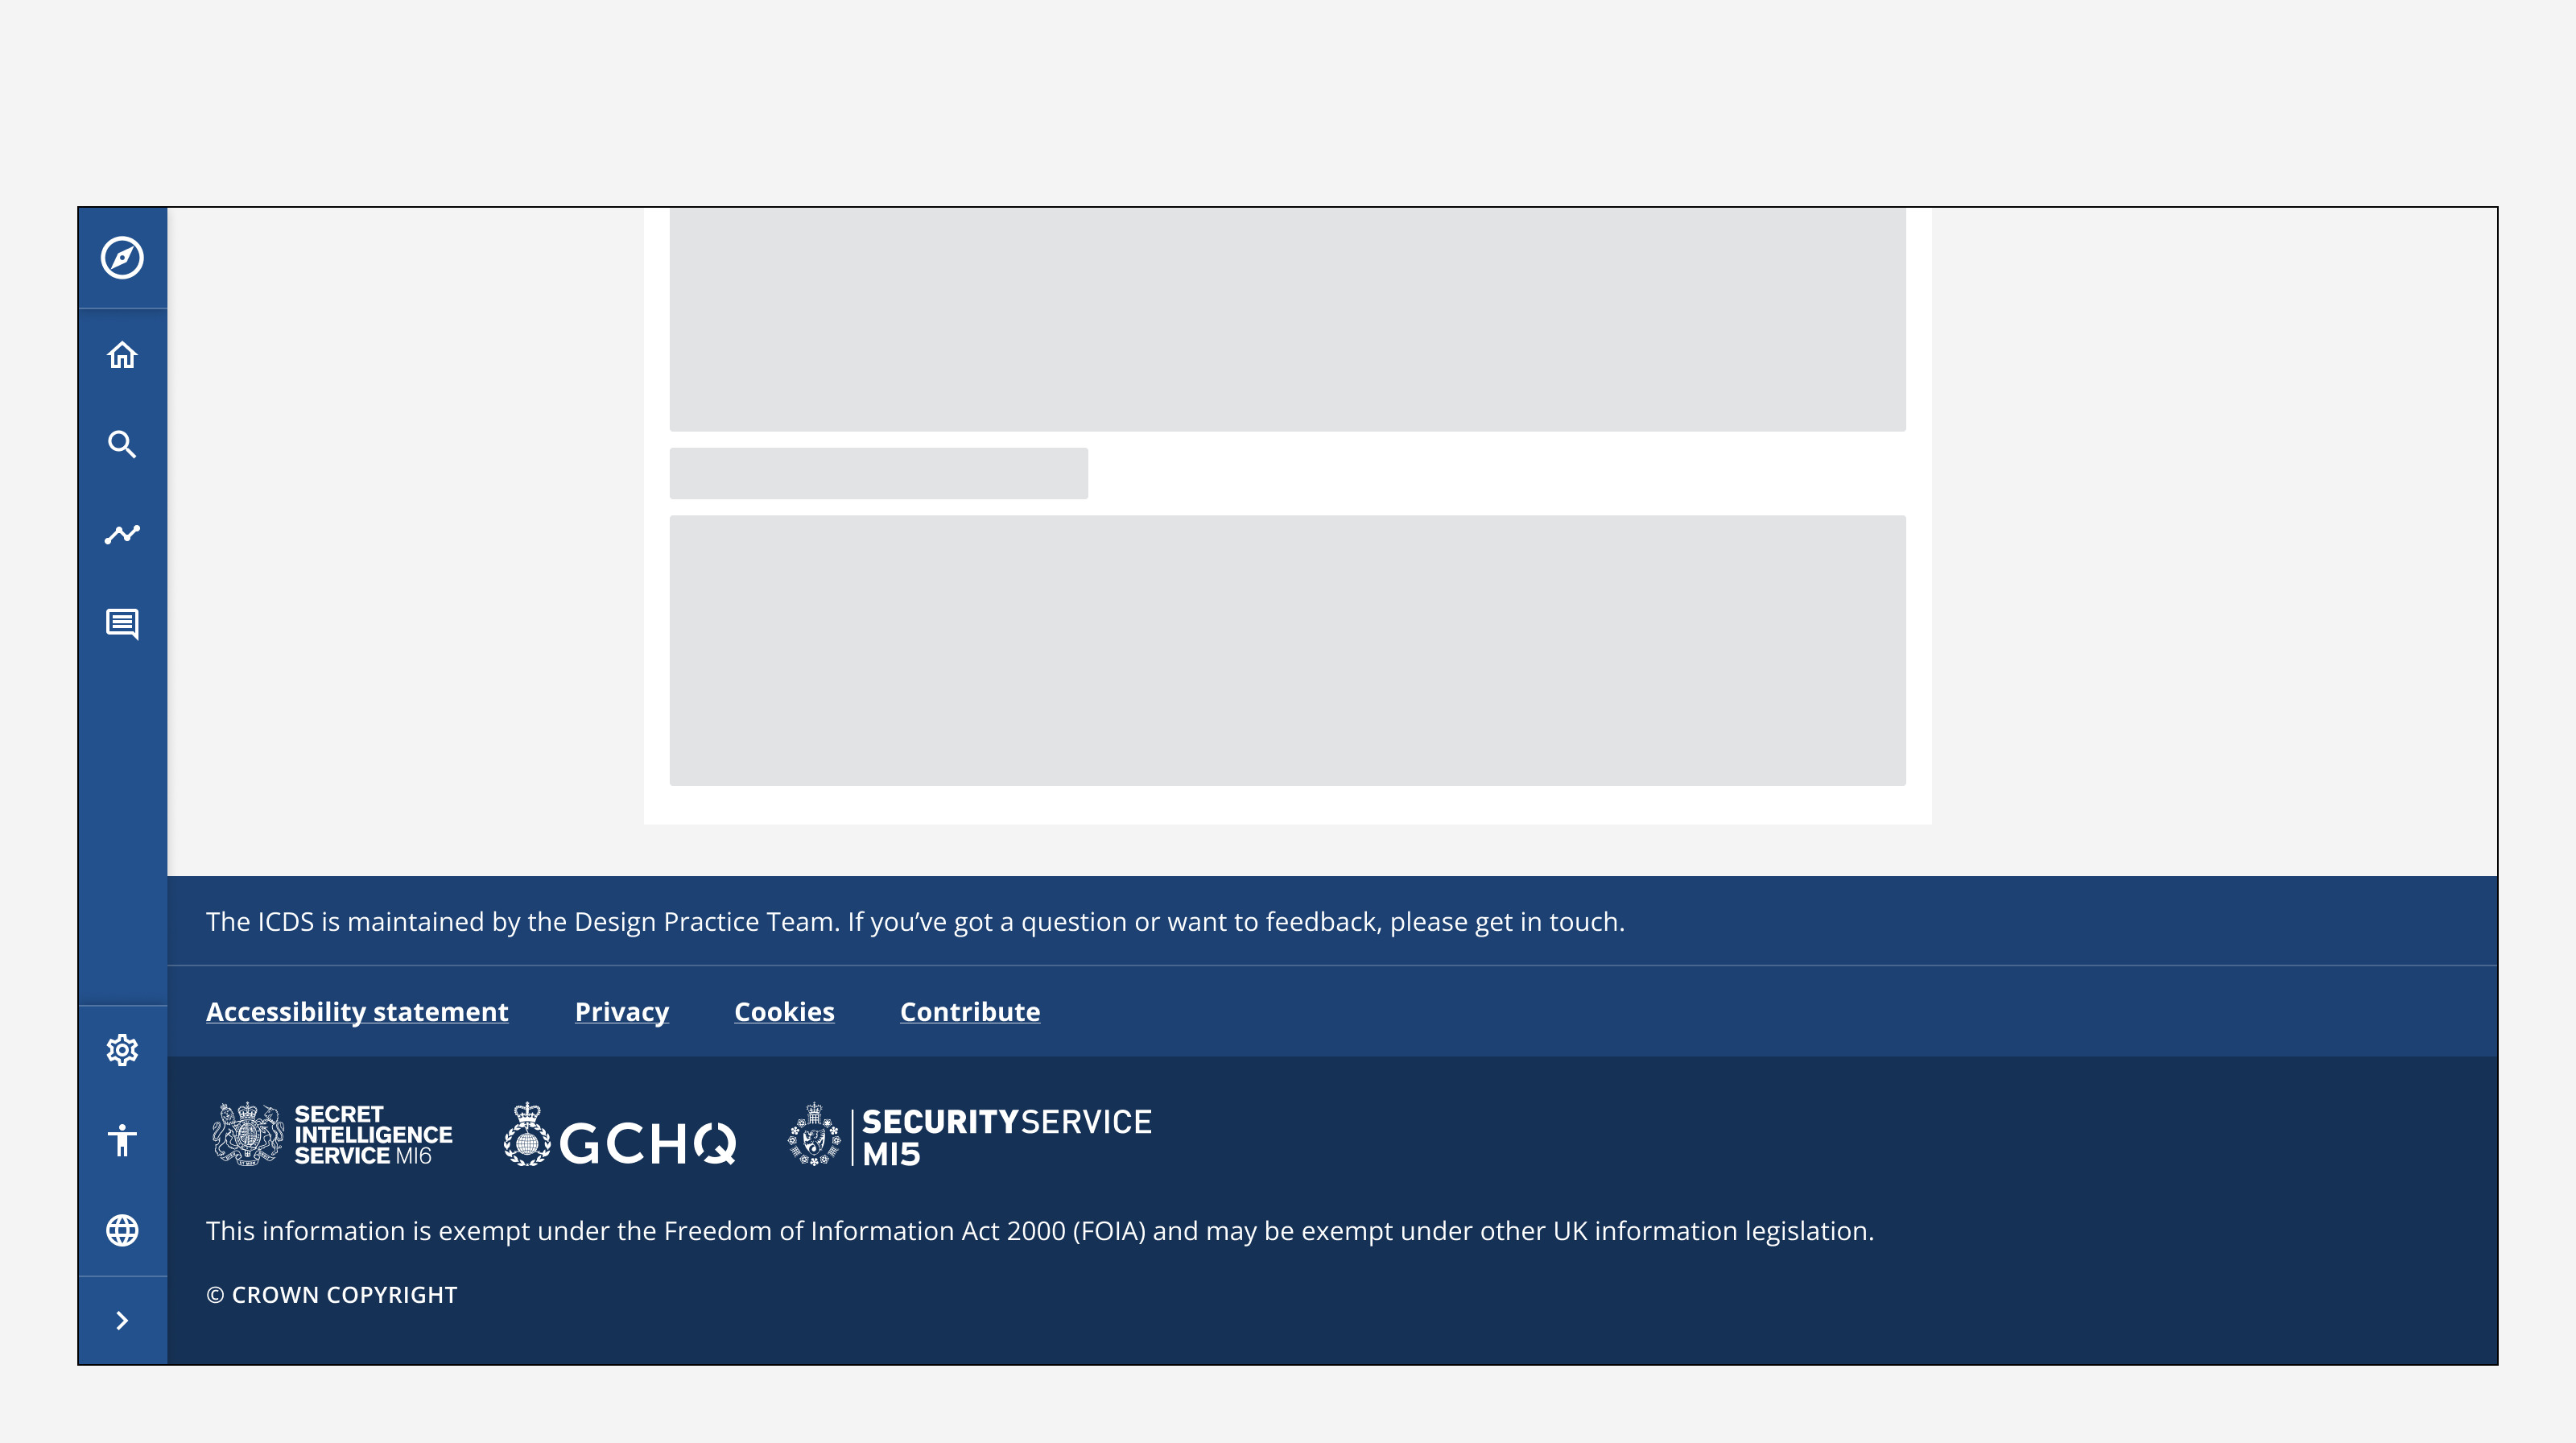 The ICDS is maintained by the Design Practice Team. If you’ve got a question or want to feedback, please get in touch.
Accessibility statement Privacy Cookies Contribute
SECRET
INTELLIGENCE
SERVICE MI6
GCHQ
SECURITYSERVICE
MI5
This information is exempt under the Freedom of Information Act 2000 (FOIA) and may be exempt under other UK information legislation.
© CROWN COPYRIGHT